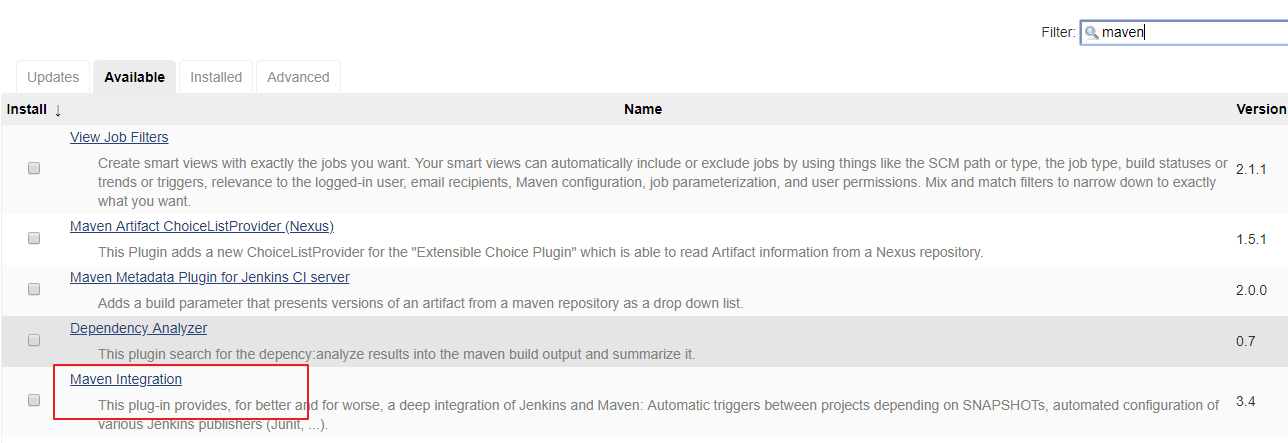 Filter: maven
Updates Available Installed Advanced
Install ↓ Name Version
View Job Filters
Create smart views with exactly the jobs you want. Your smart views can automatically include or exclude jobs by using things like the SCM path or type, the job type, build statuses or
trends or triggers, relevance to the logged-in user, email recipients, Maven configuration, job parameterization, and user permissions. Mix and match filters to narrow down to exactly
what you want.
2.1.1
Maven Artifact ChoiceListProvider (Nexus)
This Plugin adds a new ChoiceListProvider for the "Extensible Choice Plugin" which is able to read Artifact information from a Nexus repository.
1.5.1
Maven Metadata Plugin for Jenkins CI server
Adds a build parameter that presents versions of an artifact from a maven repository as a drop down list.
2.0.0
Dependency Analyzer
This plugin search for the depency:analyze results into the maven build output and summarize it.
0.7
Maven Integration
This plug-in provides, for better and for worse, a deep integration of Jenkins and Maven: Automatic triggers between projects depending on SNAPSHOTs, automated configuration of
various Jenkins publishers (Junit, ...).
3.4